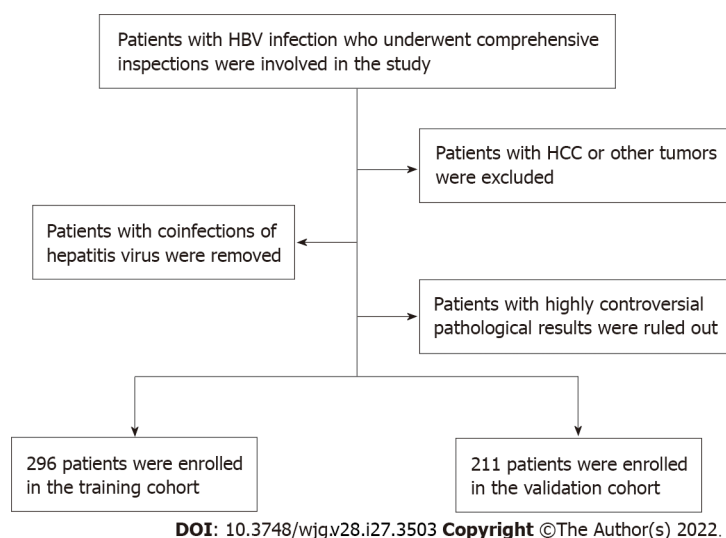 Patients with HBV infection who underwent comprehensive
inspections were involved in the study
Patients with HCC or other tumors
were excluded
Patients with coinfections of
hepatitis virus were removed
Patients with highly controversial
pathological results were ruled out
296 patients were enrolled
in the training cohort
211 patients were enrolled
in the validation cohort
DOI: 10.3748/wjg.v28.i27.3503 Copyright ©The Author(s) 2022.